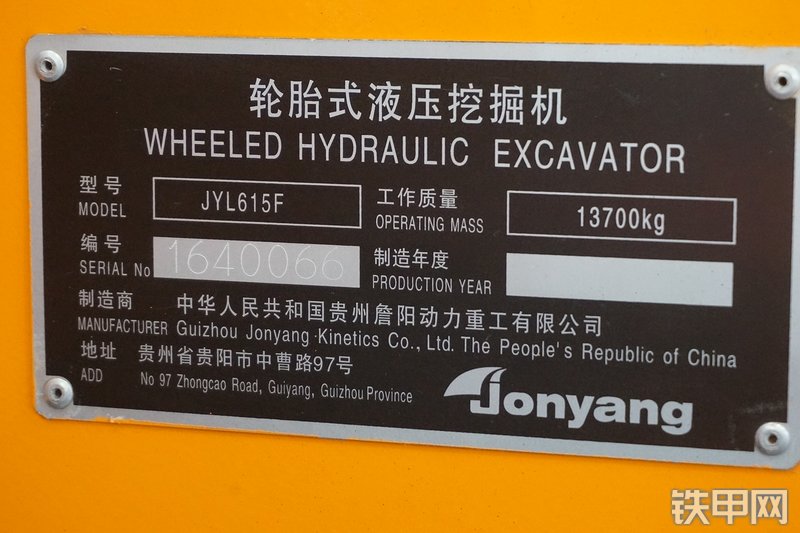 轮胎式液压挖掘机
WHEELED HYDRAULIC EXCAVATOR
型号 JYL615F 工作质量 13700kg
MODEL OPERATING MASS
编号 1640066 制造年度
SERIAL No PRODUCTION YEAR
制造商 中华人民共和国贵州詹阳动力重工有限公司
MANUFACTURER Guizhou Jonyang Kinetics Co., Ltd. The People's Republic of China
地址 贵州省贵阳市中曹路97号
ADD No 97 Zhongcao Road, Guiyang, Guizhou Province
Jonyang
铁甲网